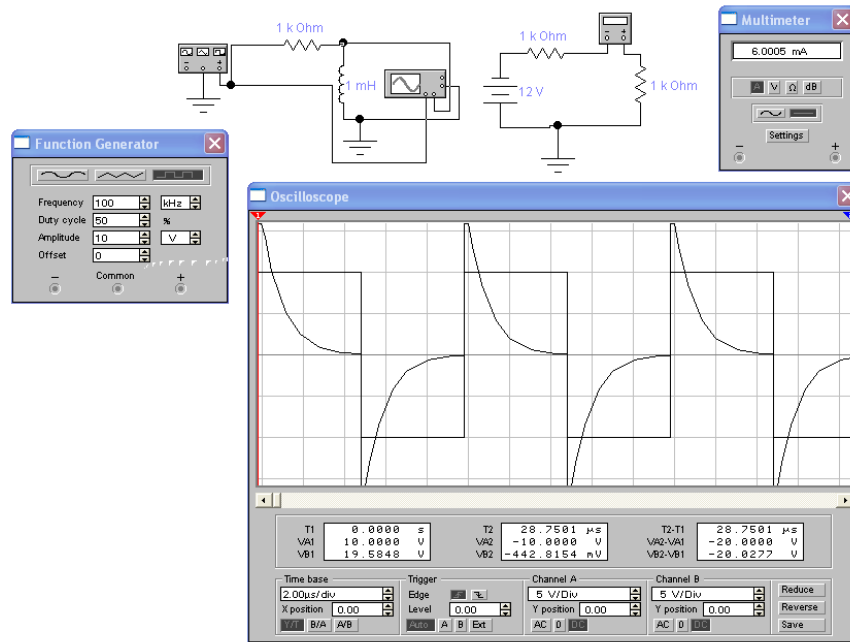 1 k Ohm
1 mH
1 k Ohm
12 V
1 k Ohm
Multimeter
6.0005 mA
A V Ω dB
Settings
− +
Function Generator
Frequency 100 kHz
Duty cycle 50 %
Amplitude 10 V
Offset 0
− Common +
Oscilloscope
1
T1 0.0000 s
VA1 10.0000 V
VB1 19.5848 V
T2 28.7501 µs
VA2 -10.0000 V
VB2 -442.8154 mV
T2-T1 28.7501 µs
VA2-VA1 -20.0000 V
VB2-VB1 -20.0277 V
Time base
2.00µs/div
X position 0.00
Y/T B/A A/B
Trigger
Edge
Level 0.00
Auto A B Ext
Channel A
5 V/Div
Y position 0.00
AC 0 DC
Channel B
5 V/Div
Y position 0.00
AC 0 DC
Reduce
Reverse
Save